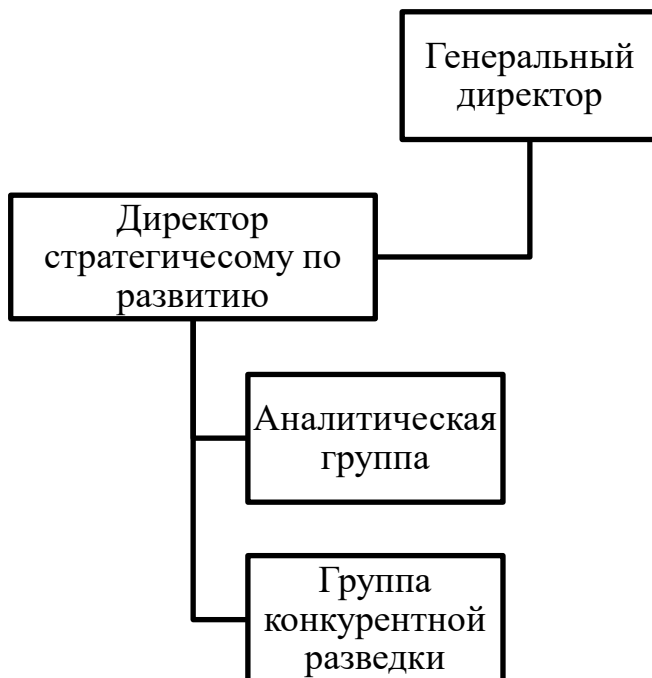 Генеральный
директор
Директор
стратегичесому по
развитию
Аналитическая
группа
Группа
конкурентной
разведки